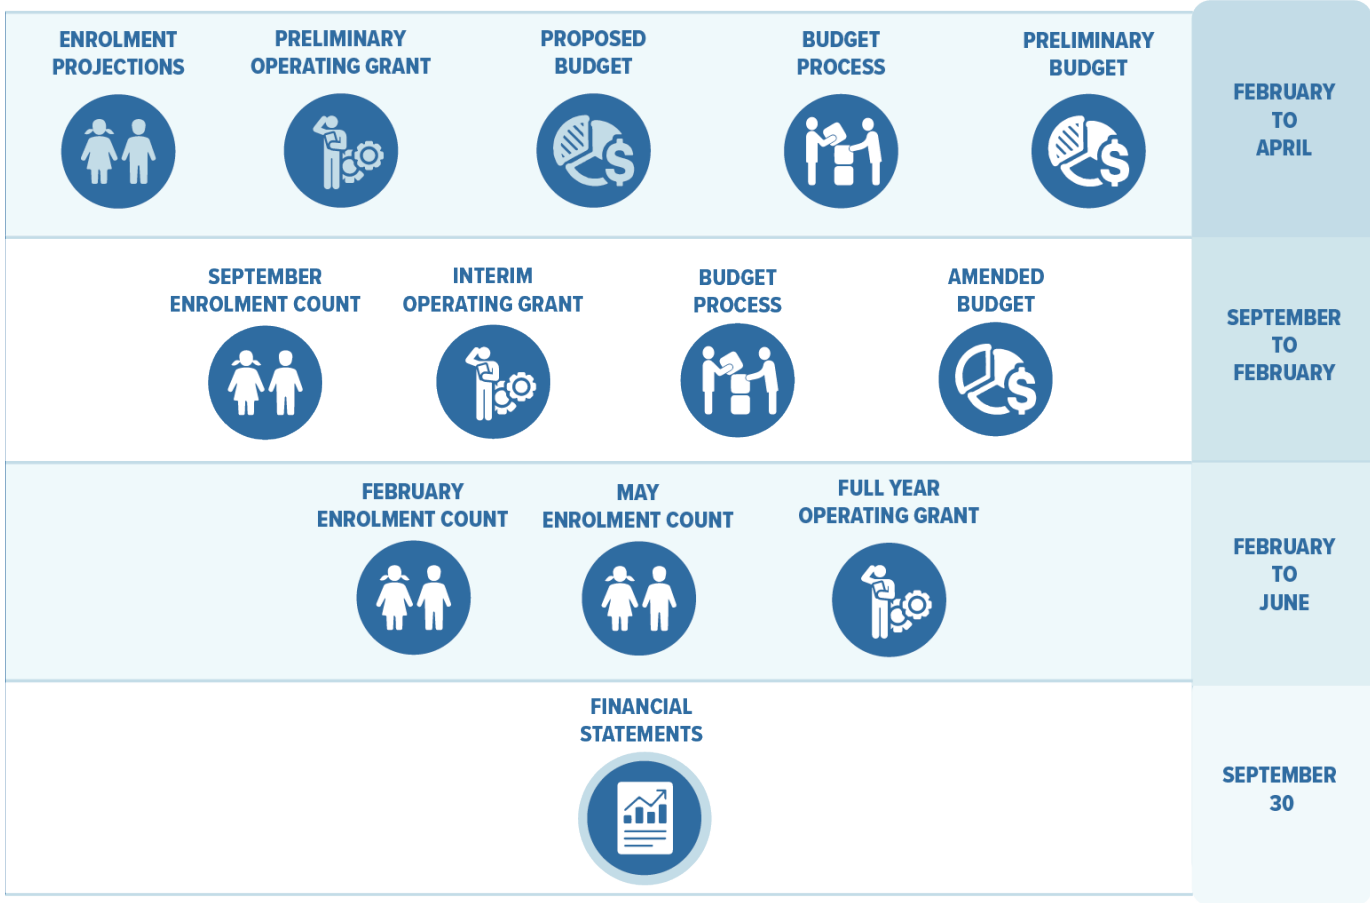 ENROLMENT
PROJECTIONS
PRELIMINARY
OPERATING GRANT
PROPOSED
BUDGET
BUDGET
PROCESS
PRELIMINARY
BUDGET
FEBRUARY
TO
APRIL
SEPTEMBER
ENROLMENT COUNT
INTERIM
OPERATING GRANT
BUDGET
PROCESS
AMENDED
BUDGET
SEPTEMBER
TO
FEBRUARY
FEBRUARY
ENROLMENT COUNT
MAY
ENROLMENT COUNT
FULL YEAR
OPERATING GRANT
FEBRUARY
TO
JUNE
FINANCIAL
STATEMENTS
SEPTEMBER
30